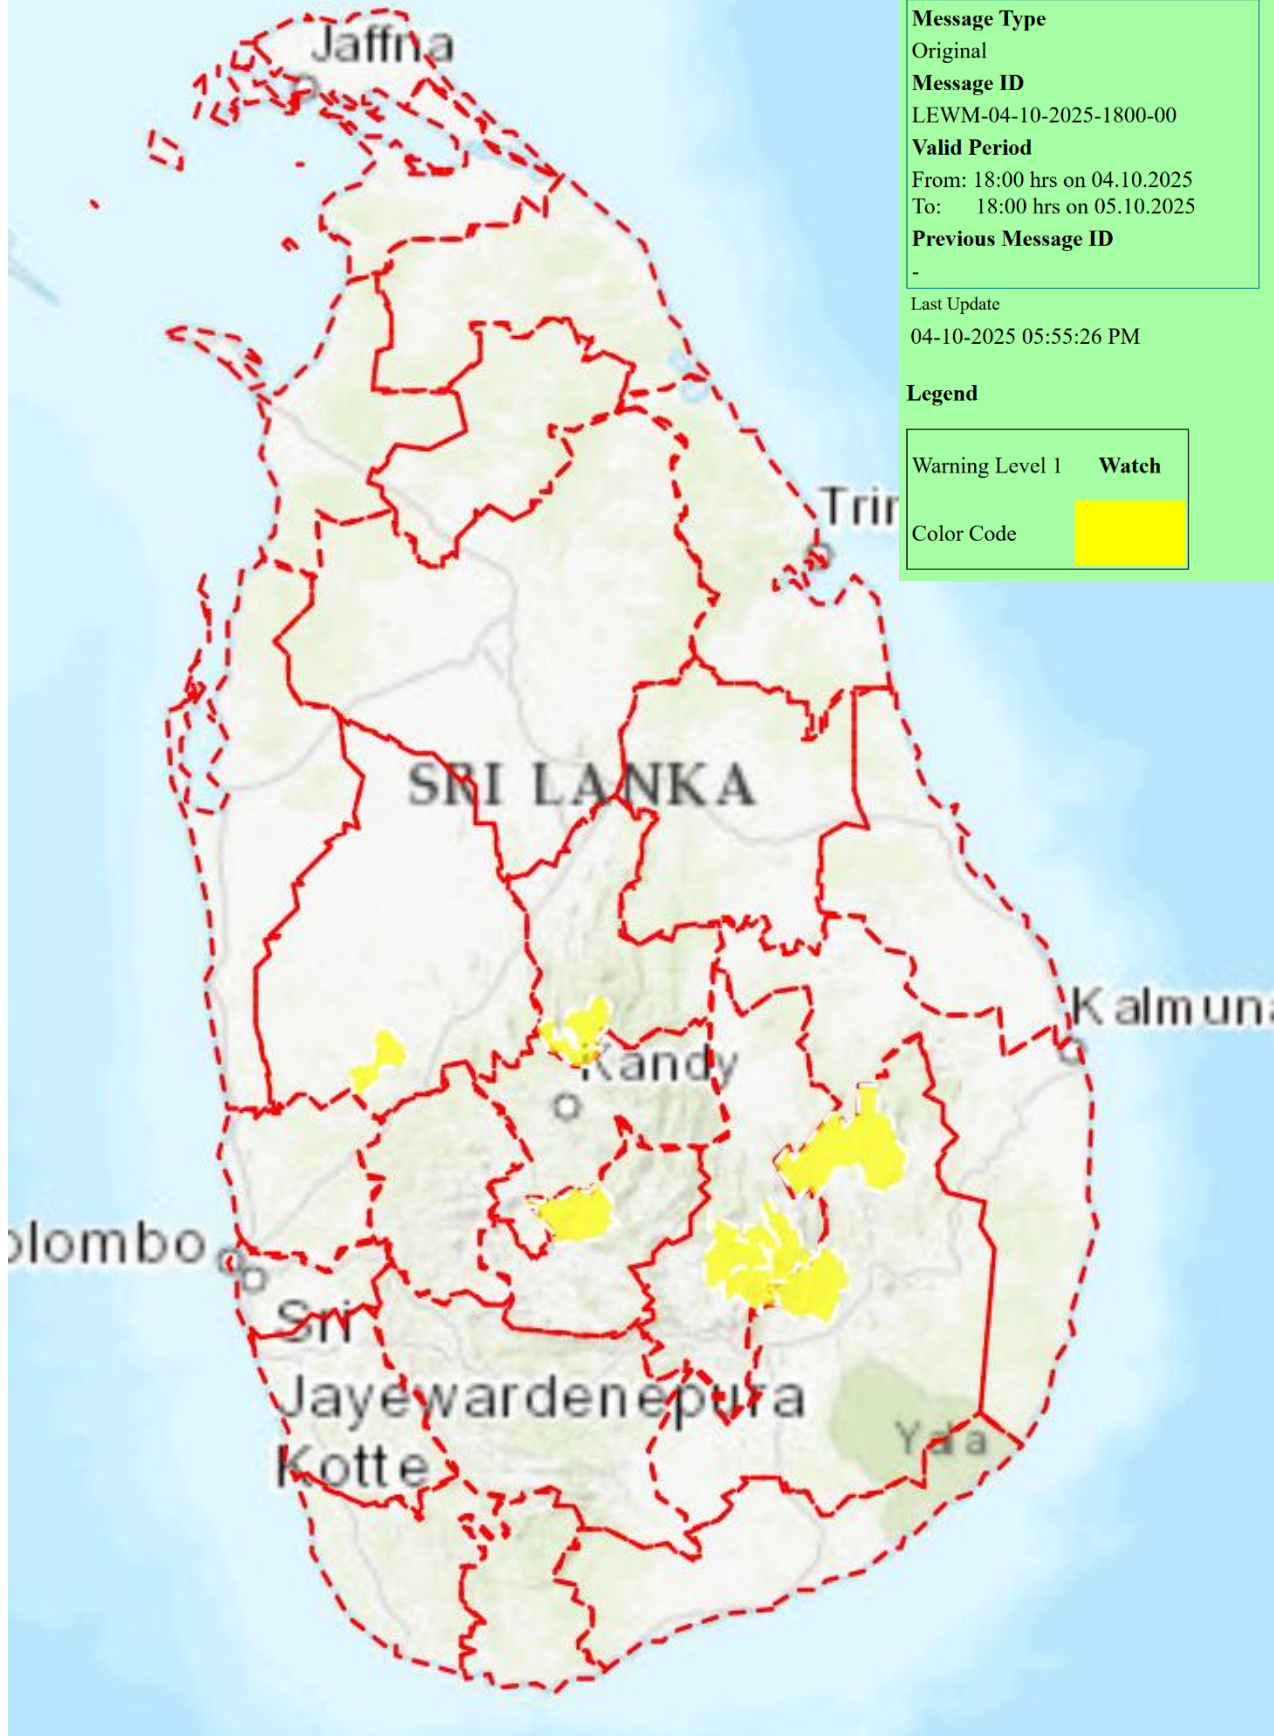 Message Type
Original
Message ID
LEWM-04-10-2025-1800-00
Valid Period
From: 18:00 hrs on 04.10.2025
To: 18:00 hrs on 05.10.2025
Previous Message ID
-
Last Update
04-10-2025 05:55:26 PM
Legend
Warning Level 1 Watch
Color Code
Jaffna
Trin
SRI LANKA
Kalmuna
Kandy
olombo
Sri
Jayewardenepura
Kotte
Yala